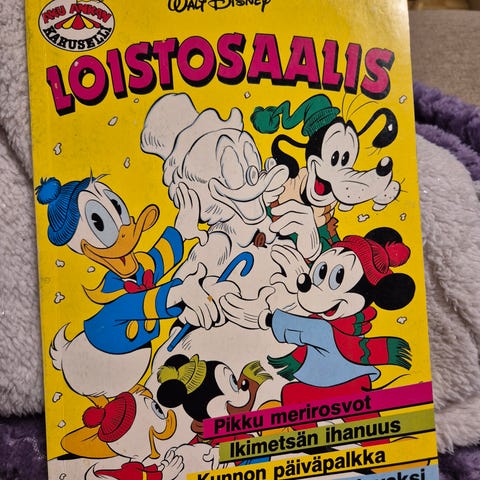 AKU ANKAN
KARUSELLI
WALT DISNEY
LOISTOSAALIS
Pikku merirosvot
Ikimetsän ihanuus
Kunnon päiväpalkka